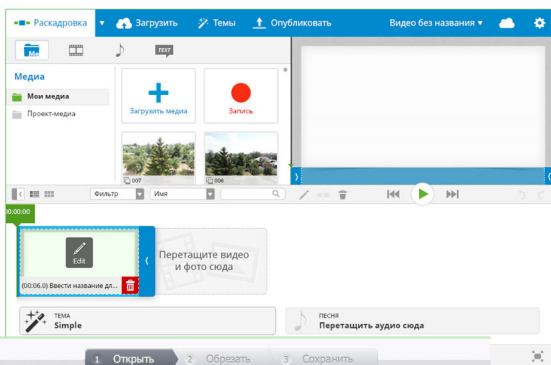 Раскадровка Загрузить Темы Опубликовать Видео без названия
Me
TEXT
Медиа
Мои медиа
Проект-медиа
Загрузить медиа
Запись
007
008
Фильтр Имя
00:00:00
Edit
(00:06.0) Ввести название дл...
Перетащите видео
и фото сюда
ТЕМА
Simple
ПЕСНЯ
Перетащить аудио сюда
1 Открыть 2 Обрезать 3 Сохранить